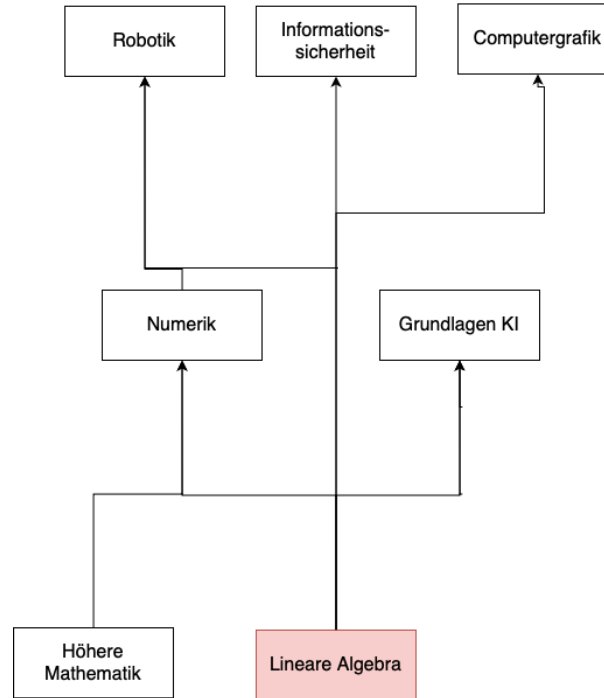 Robotik
Informations-
sicherheit
Computergrafik
Numerik
Grundlagen KI
Höhere
Mathematik
Lineare Algebra